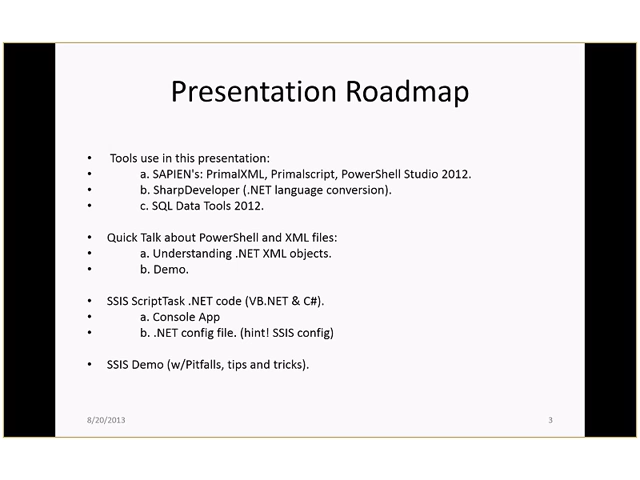 Presentation Roadmap
• Tools use in this presentation:
• a. SAPIEN's: PrimalXML, Primalscript, PowerShell Studio 2012.
• b. SharpDeveloper (.NET language conversion).
• c. SQL Data Tools 2012.
• Quick Talk about PowerShell and XML files:
• a. Understanding .NET XML objects.
• b. Demo.
• SSIS ScriptTask .NET code (VB.NET & C#).
• a. Console App
• b. .NET config file. (hint! SSIS config)
• SSIS Demo (w/Pitfalls, tips and tricks).
8/20/2013
3